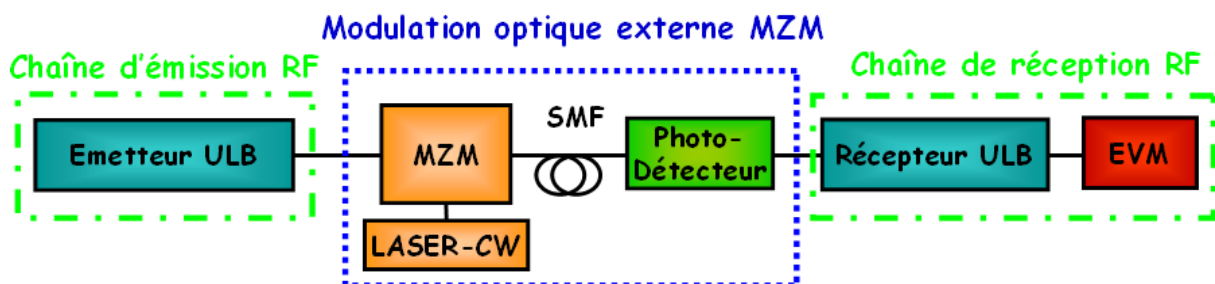 Modulation optique externe MZM
Chaîne d'émission RF
Chaîne de réception RF
Emetteur ULB
MZM
SMF
Photo-
Détecteur
Récepteur ULB
EVM
LASER-CW